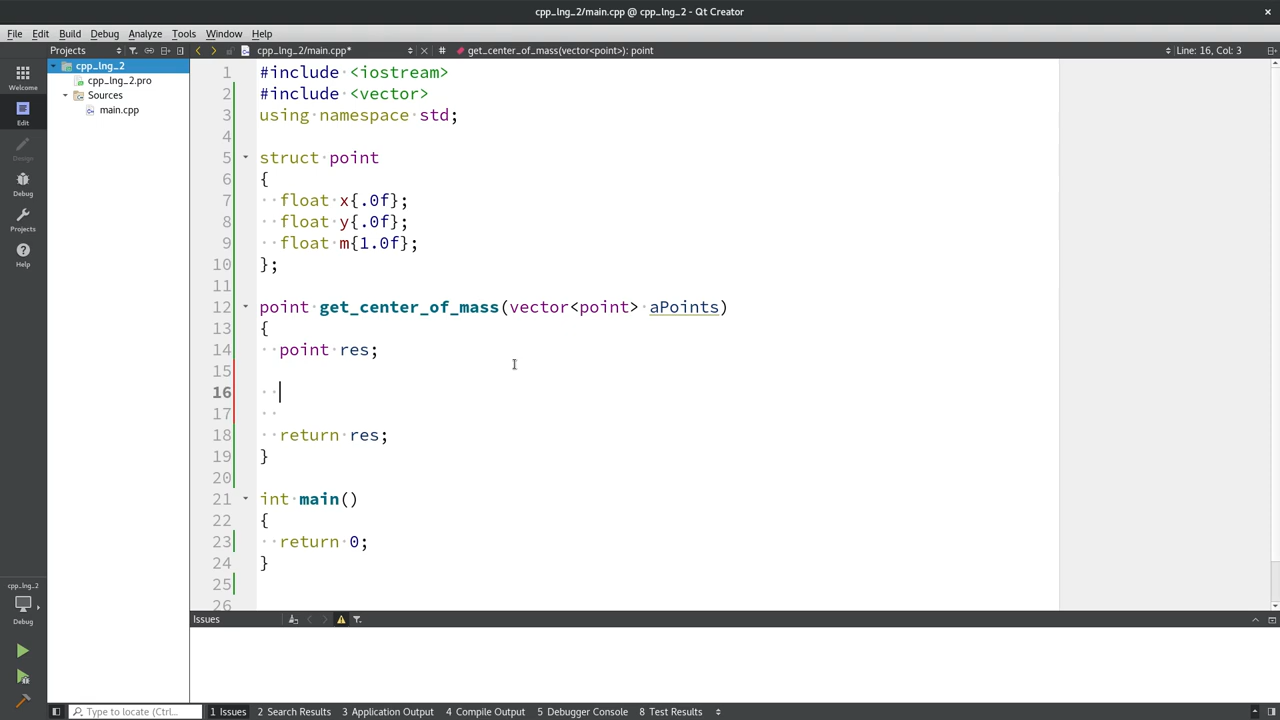 cpp_lng_2/main.cpp @ cpp_lng_2 - Qt Creator
File Edit Build Debug Analyze Tools Window Help
Projects cpp_lng_2/main.cpp* # get_center_of_mass(vector<point>): point Line: 16, Col: 3
cpp_lng_2
cpp_lng_2.pro
Sources
main.cpp
Welcome
Edit
Design
Debug
Projects
Help
cpp_lng_2
Debug
1 #include <iostream>
2 #include <vector>
3 using namespace std;
4
5 struct point
6 {
7 float x{.0f};
8 float y{.0f};
9 float m{1.0f};
10 };
11
12 point get_center_of_mass(vector<point> aPoints)
13 {
14 point res;
15
16
17
18 return res;
19 }
20
21 int main()
22 {
23 return 0;
24 }
25
26
Issues
Type to locate (Ctrl... 1 Issues 2 Search Results 3 Application Output 4 Compile Output 5 Debugger Console 8 Test Results